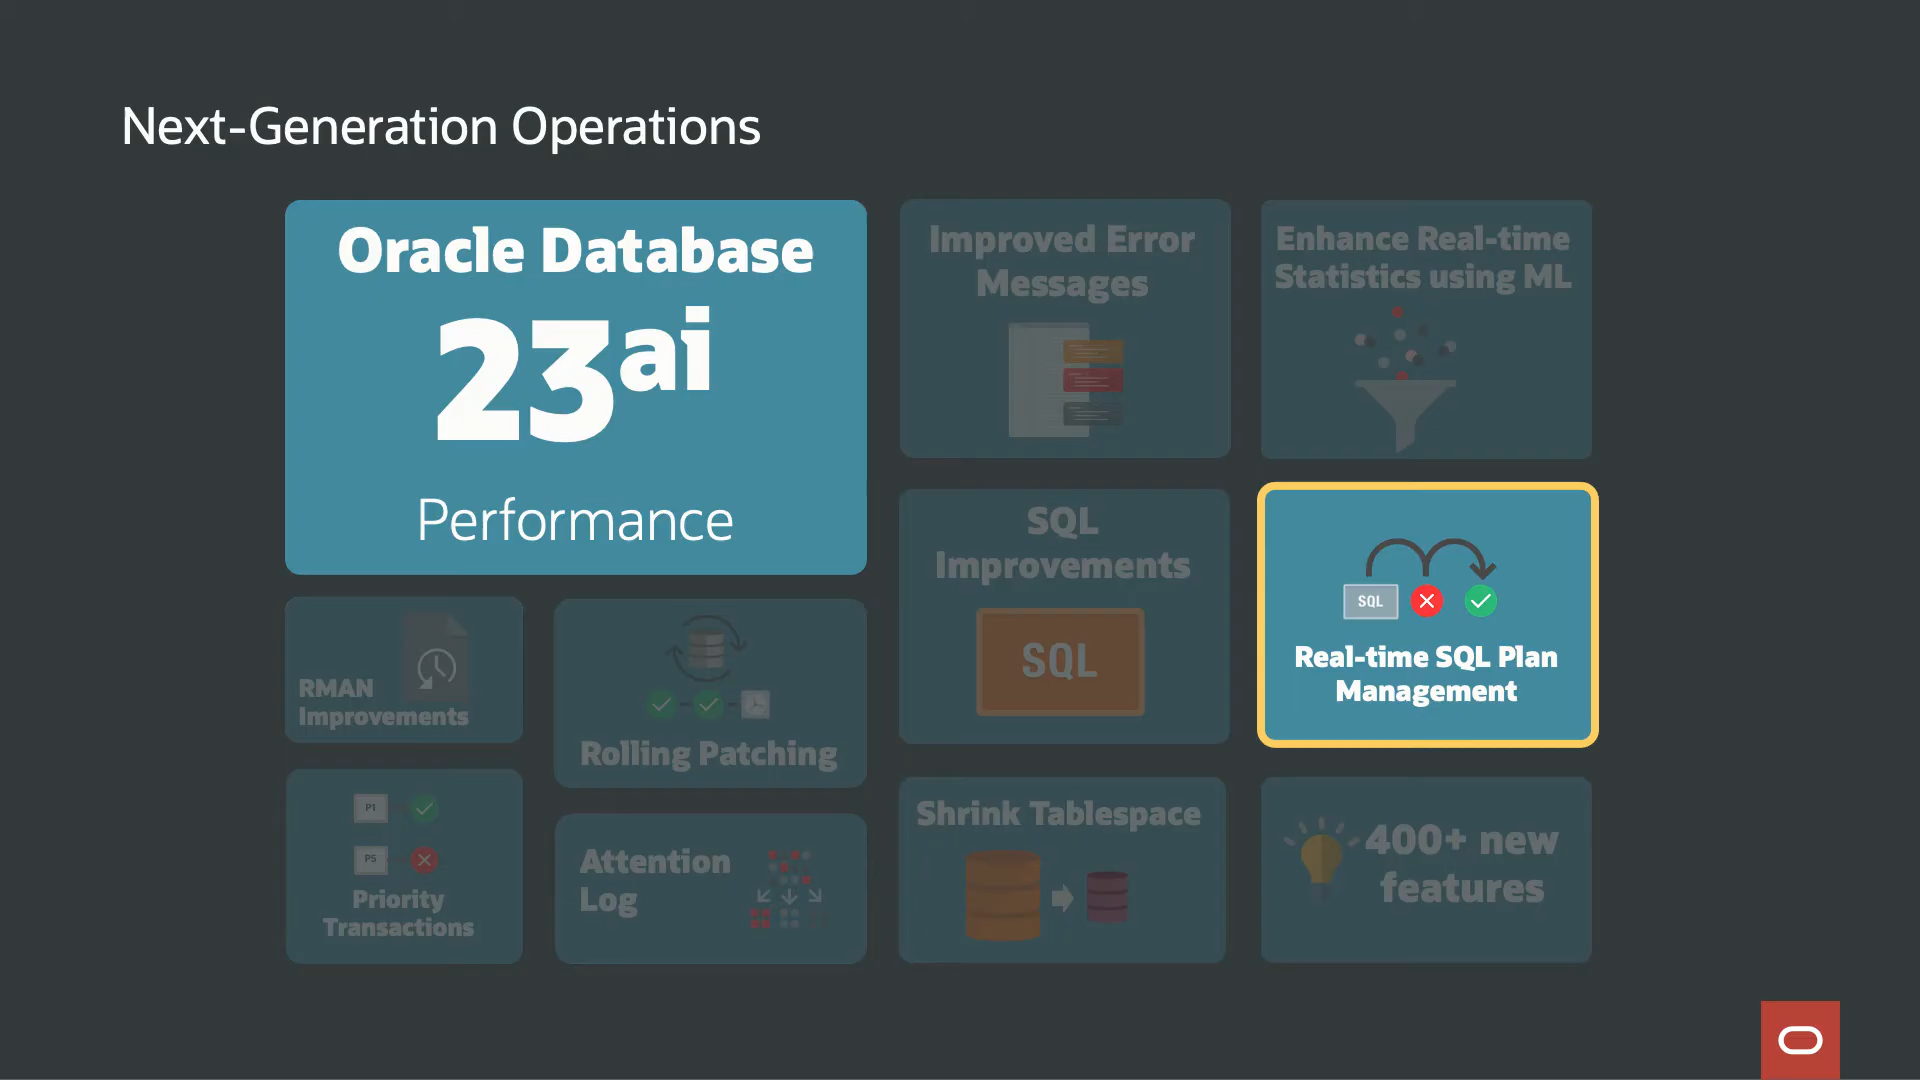 Next-Generation Operations
Oracle Database
23ai
Performance
Improved Error
Messages
Enhance Real-time
Statistics using ML
SQL
Improvements
SQL
SQL
Real-time SQL Plan
Management
RMAN
Improvements
Rolling Patching
P1
P5
Priority
Transactions
Attention
Log
Shrink Tablespace
400+ new
features